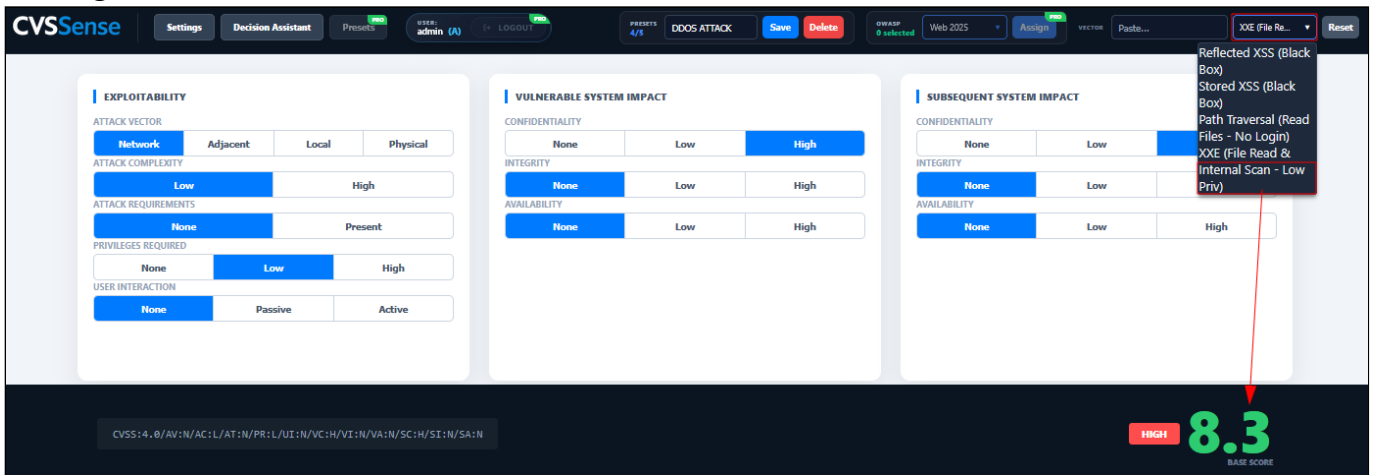 CVSSense
Settings
Decision Assistant
Presets
PRO
USER:
admin (A)
LOGOUT
PRO
PRESETS
4/5
DDOS ATTACK
Save
Delete
OWASP
0 selected
Web 2025
Assign
PRO
VECTOR
Paste...
XXE (File Re...
Reset
Reflected XSS (Black
Box)
Stored XSS (Black
Box)
Path Traversal (Read
Files - No Login)
XXE (File Read &
Internal Scan - Low
Priv)
EXPLOITABILITY
ATTACK VECTOR
Network Adjacent Local Physical
ATTACK COMPLEXITY
Low High
ATTACK REQUIREMENTS
None Present
PRIVILEGES REQUIRED
None Low High
USER INTERACTION
None Passive Active
VULNERABLE SYSTEM IMPACT
CONFIDENTIALITY
None Low High
INTEGRITY
None Low High
AVAILABILITY
None Low High
SUBSEQUENT SYSTEM IMPACT
CONFIDENTIALITY
None Low
INTEGRITY
None Low
AVAILABILITY
None Low High
CVSS:4.0/AV:N/AC:L/AT:N/PR:L/UI:N/VC:H/VI:N/VA:N/SC:H/SI:N/SA:N
HIGH
8.3
BASE SCORE